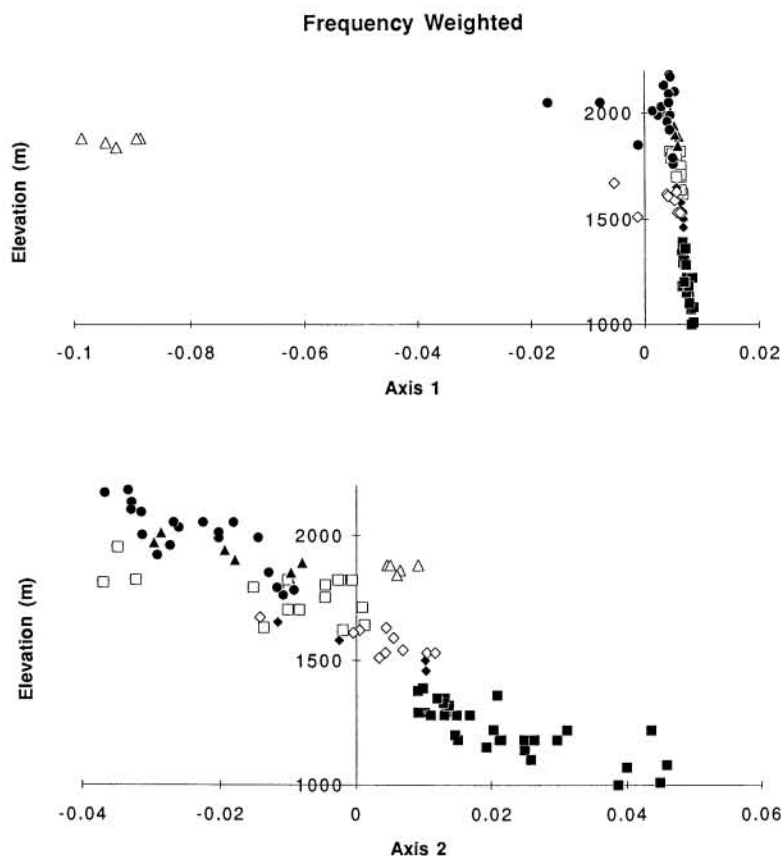 Frequency Weighted
Elevation (m)
2000
1500
1000
-0.1 -0.08 -0.06 -0.04 -0.02 0 0.02
Axis 1
Elevation (m)
2000
1500
1000
-0.04 -0.02 0 0.02 0.04 0.06
Axis 2